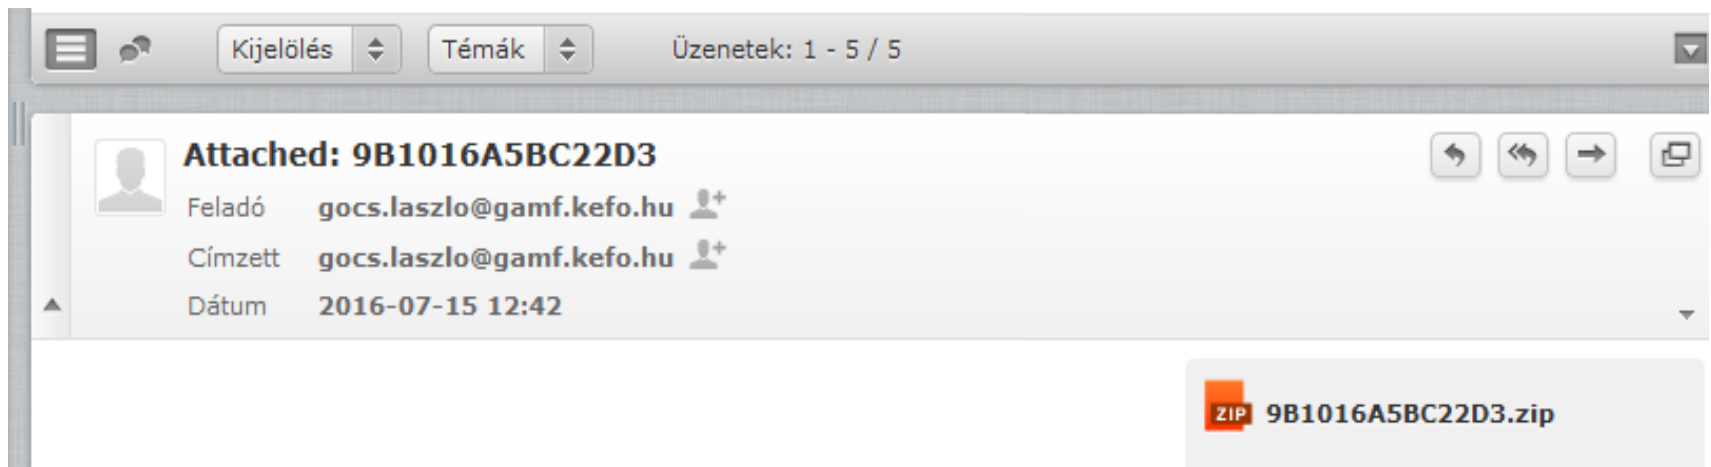 Kijelölés Témák Üzenetek: 1 - 5 / 5
Attached: 9B1016A5BC22D3
Feladó gocs.laszlo@gamf.kefo.hu
Címzett gocs.laszlo@gamf.kefo.hu
Dátum 2016-07-15 12:42
ZIP 9B1016A5BC22D3.zip